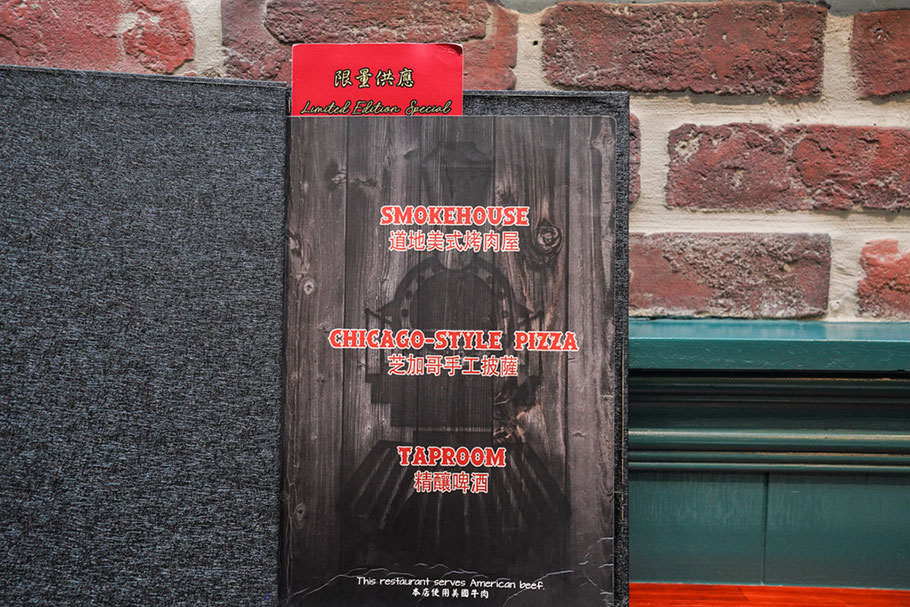 限量供應
Limited Edition Special
SMOKEHOUSE
道地美式烤肉屋
CHICAGO-STYLE PIZZA
芝加哥手工披薩
TAPROOM
精釀啤酒
This restaurant serves American beef.
本店使用美國牛肉